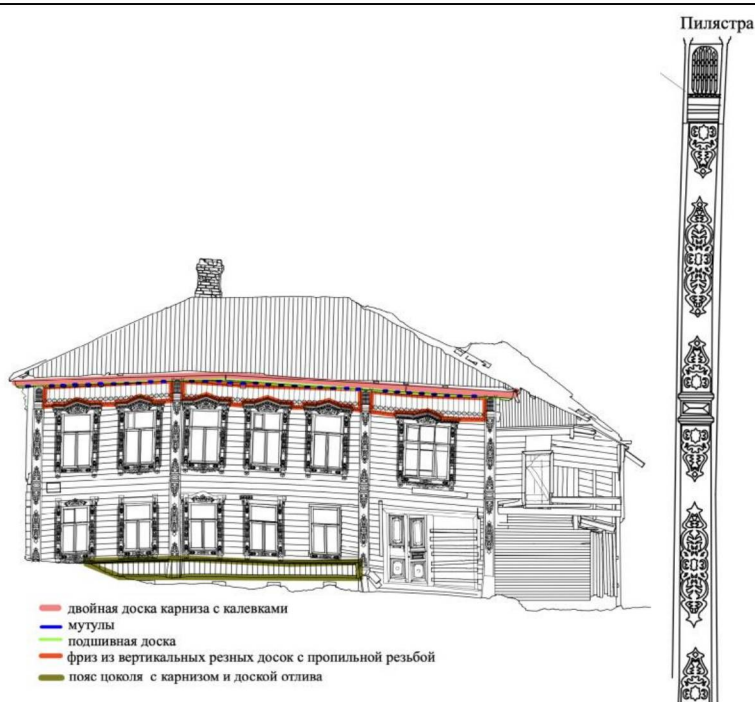 Пилястра
двойная доска карниза с калевками
мутулы
подшивная доска
фриз из вертикальных резных досок с пропильной резьбой
пояс цоколя с карнизом и доской отлива